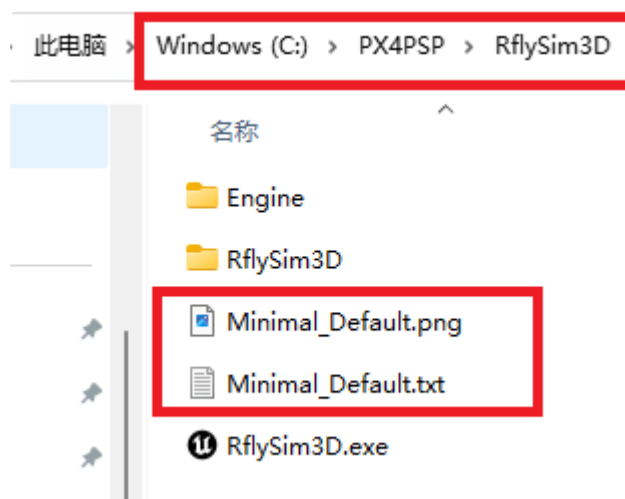 此电脑 > Windows (C:) > PX4PSP > RflySim3D
名称
Engine
RflySim3D
Minimal_Default.png
Minimal_Default.txt
RflySim3D.exe